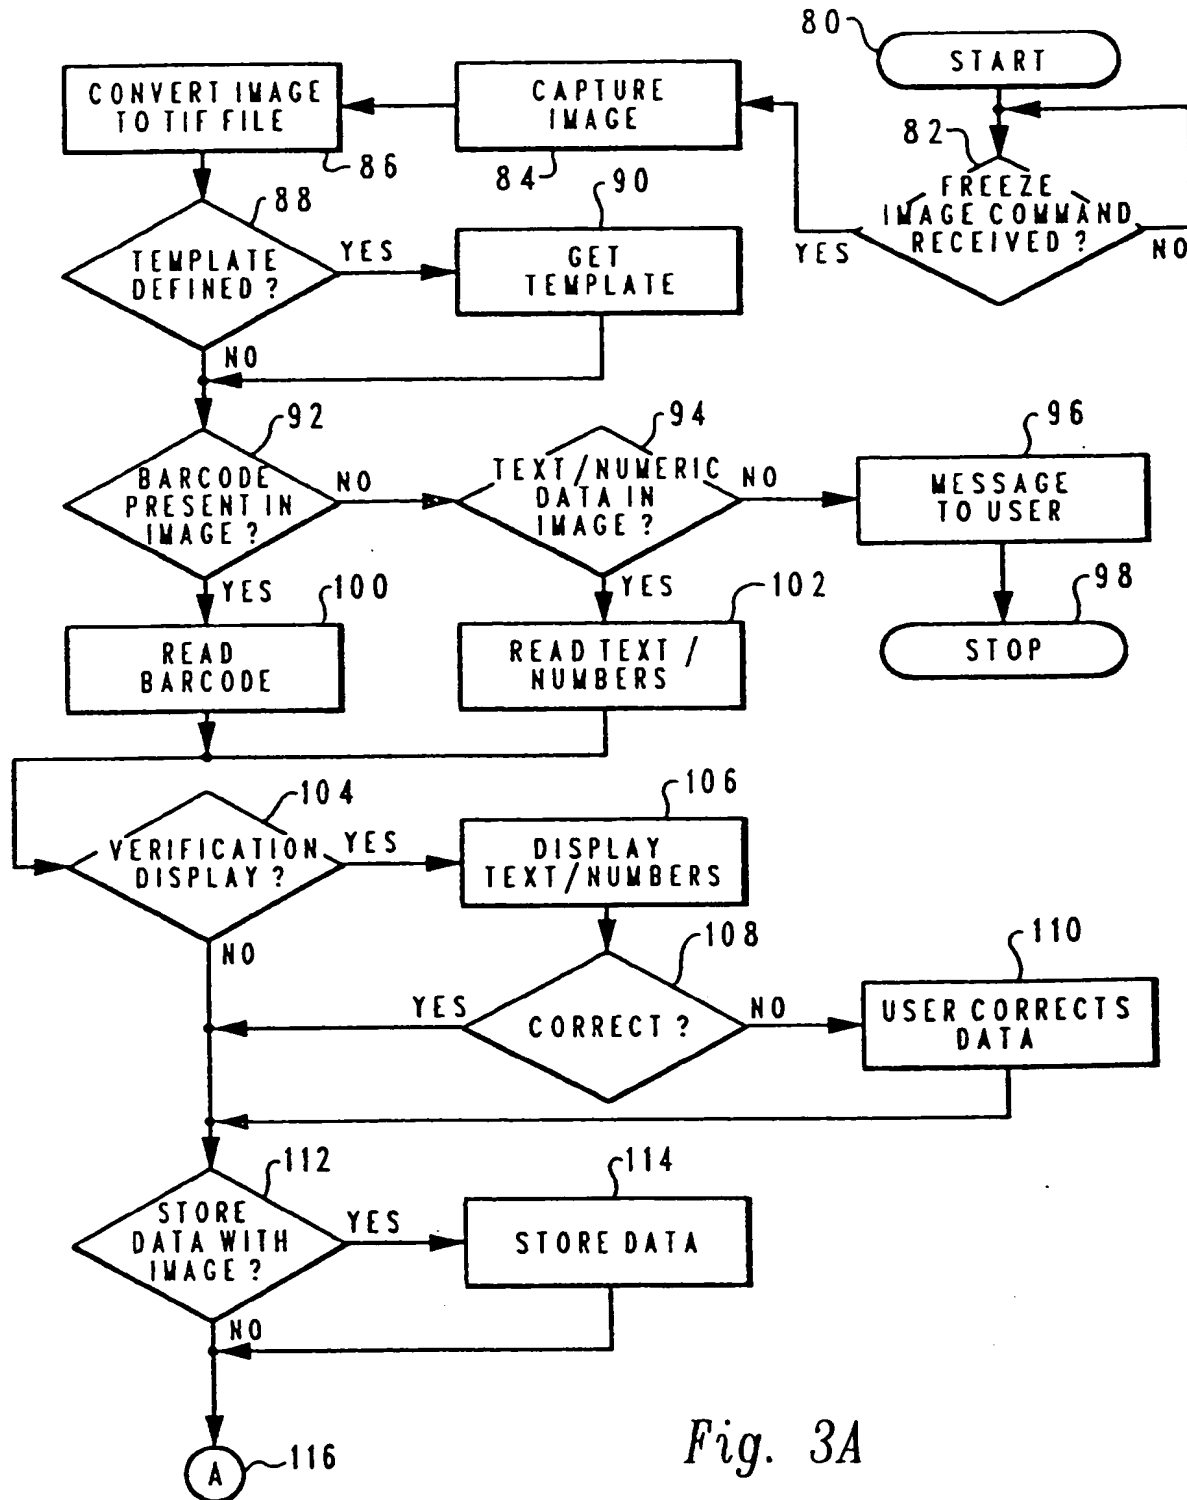 80
START
82
FREEZE
IMAGE COMMAND
RECEIVED ?
YES
NO
CAPTURE
IMAGE
84
CONVERT IMAGE
TO TIF FILE
86
88
TEMPLATE
DEFINED ?
YES
NO
90
GET
TEMPLATE
92
BARCODE
PRESENT IN
IMAGE ?
NO
YES
94
TEXT/NUMERIC
DATA IN
IMAGE ?
NO
YES
96
MESSAGE
TO USER
98
STOP
100
READ
BARCODE
102
READ TEXT /
NUMBERS
104
VERIFICATION
DISPLAY ?
YES
NO
106
DISPLAY
TEXT/NUMBERS
108
CORRECT ?
YES
NO
110
USER CORRECTS
DATA
112
STORE
DATA WITH
IMAGE ?
YES
NO
114
STORE DATA
A
116
Fig. 3A